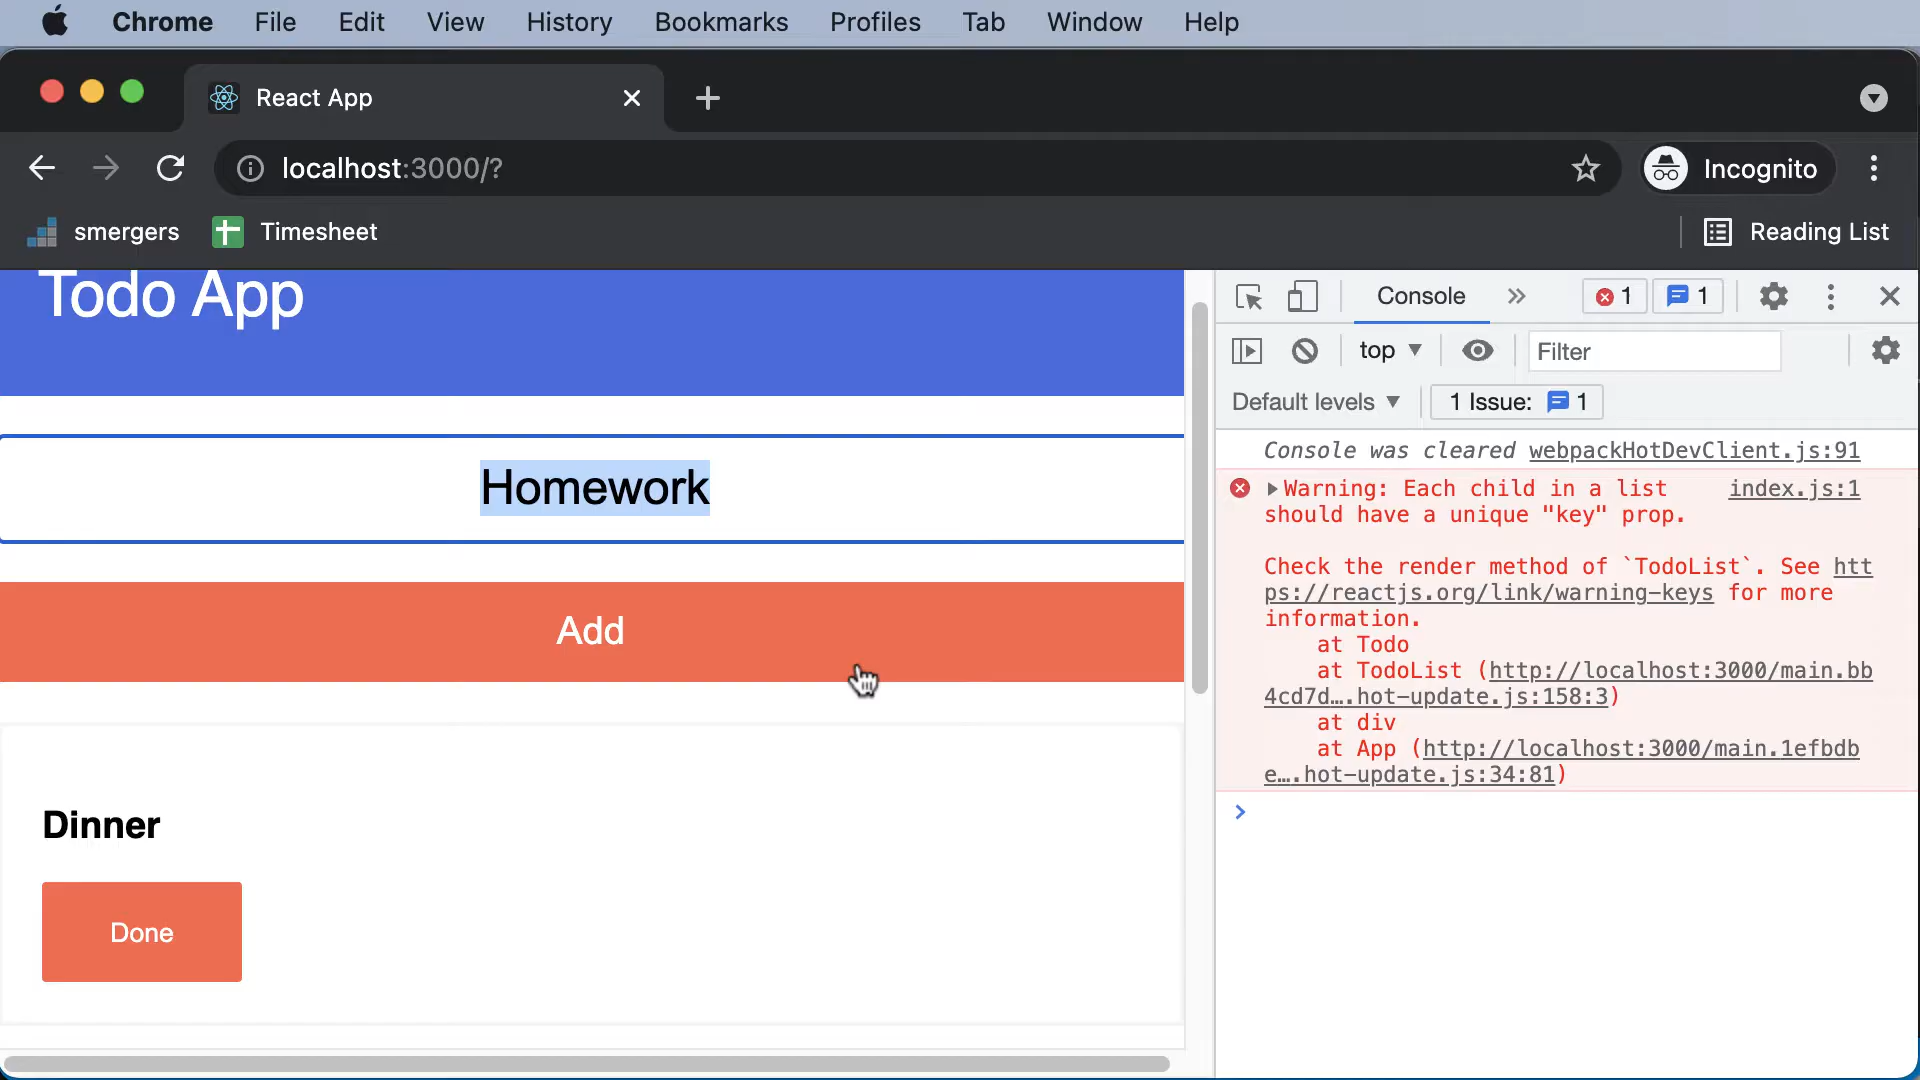 Chrome File Edit View History Bookmarks Profiles Tab Window Help
React App
localhost:3000/?
Incognito
smergers Timesheet Reading List
Todo App
Homework
Add
Dinner
Done
Console 1 1
top Filter
Default levels 1 Issue: 1
Console was cleared webpackHotDevClient.js:91
Warning: Each child in a list index.js:1
should have a unique "key" prop.
Check the render method of `TodoList`. See htt
ps://reactjs.org/link/warning-keys for more
information.
at Todo
at TodoList (http://localhost:3000/main.bb
4cd7d….hot-update.js:158:3)
at div
at App (http://localhost:3000/main.1efbdb
e….hot-update.js:34:81)